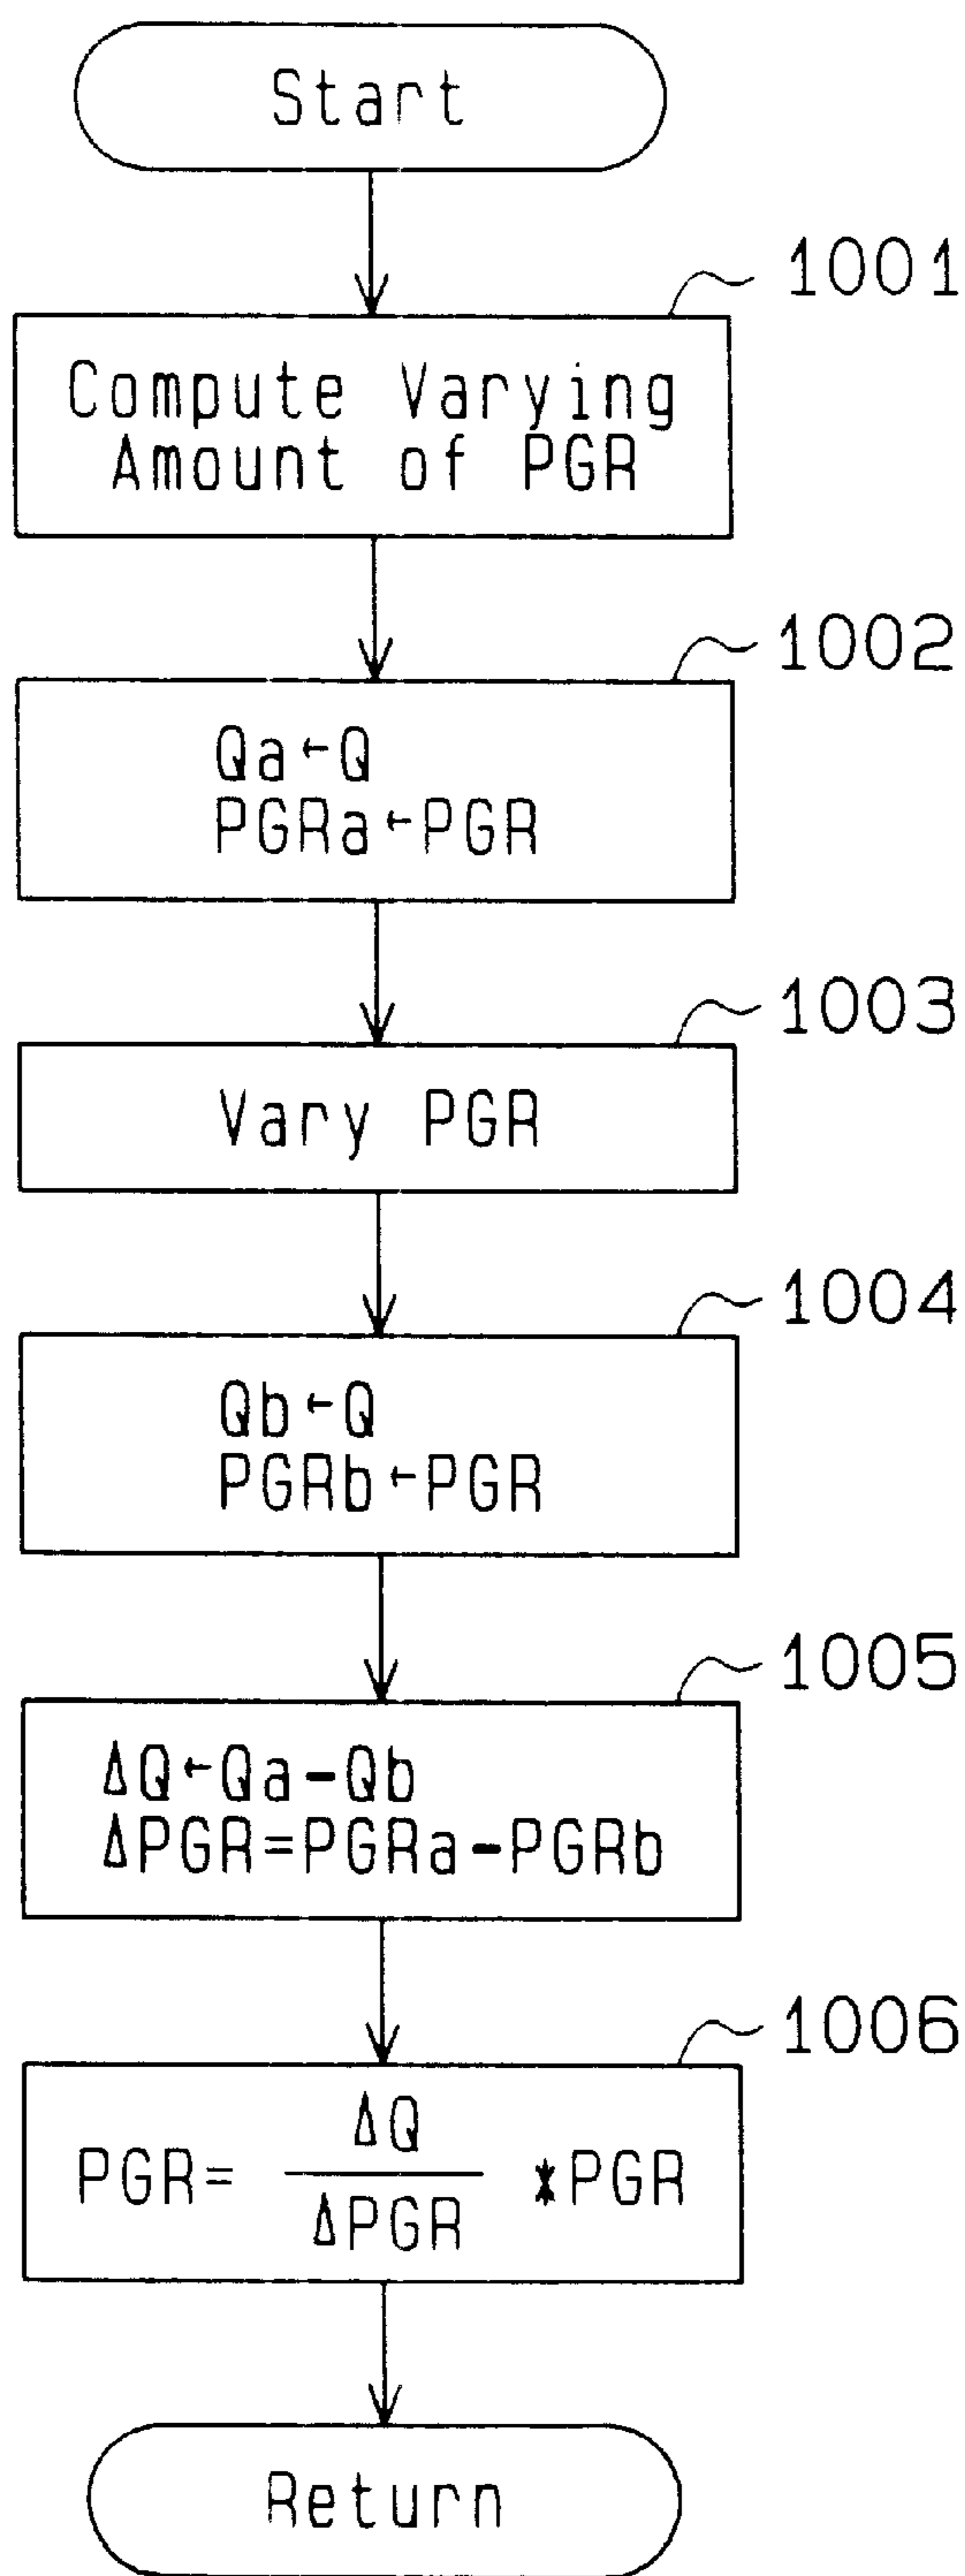 Start
1001
Compute Varying
Amount of PGR
1002
Qa←Q
PGRa←PGR
1003
Vary PGR
1004
Qb←Q
PGRb←PGR
1005
ΔQ←Qa-Qb
ΔPGR=PGRa-PGRb
1006
PGR= ΔQ/ΔPGR *PGR
Return